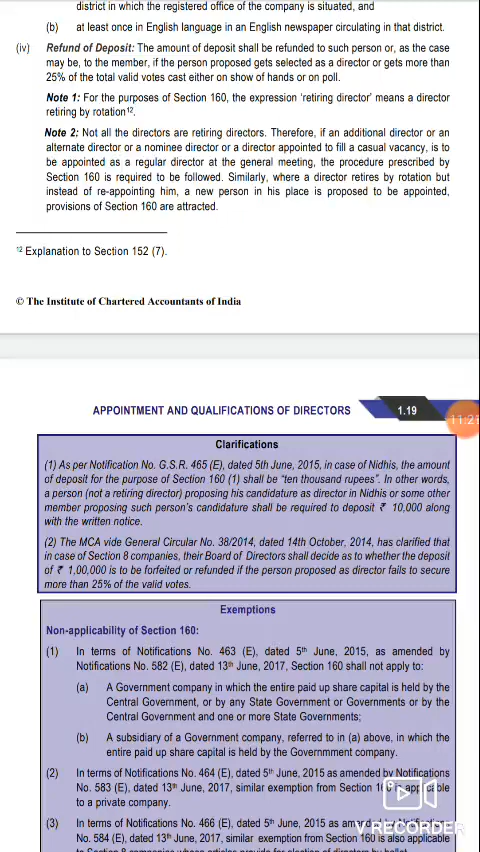 district in which the registered office of the company is situated, and
(b) at least once in English language in an English newspaper circulating in that district.
(iv) Refund of Deposit: The amount of deposit shall be refunded to such person or, as the case
may be, to the member, if the person proposed gets selected as a director or gets more than
25% of the total valid votes cast either on show of hands or on poll.
Note 1: For the purposes of Section 160, the expression 'retiring director' means a director
retiring by rotation¹².
Note 2: Not all the directors are retiring directors. Therefore, if an additional director or an
alternate director or a nominee director or a director appointed to fill a casual vacancy, is to
be appointed as a regular director at the general meeting, the procedure prescribed by
Section 160 is required to be followed. Similarly, where a director retires by rotation but
instead of re-appointing him, a new person in his place is proposed to be appointed,
provisions of Section 160 are attracted.
¹² Explanation to Section 152 (7).
© The Institute of Chartered Accountants of India
APPOINTMENT AND QUALIFICATIONS OF DIRECTORS 1.19
11:21
Clarifications
(1) As per Notification No. G.S.R. 465 (E), dated 5th June, 2015, in case of Nidhis, the amount
of deposit for the purpose of Section 160 (1) shall be "ten thousand rupees". In other words,
a person (not a retiring director) proposing his candidature as director in Nidhis or some other
member proposing such person's candidature shall be required to deposit ₹ 10,000 along
with the written notice.
(2) The MCA vide General Circular No. 38/2014, dated 14th October, 2014, has clarified that
in case of Section 8 companies, their Board of Directors shall decide as to whether the deposit
of ₹ 1,00,000 is to be forfeited or refunded if the person proposed as director fails to secure
more than 25% of the valid votes.
Exemptions
Non-applicability of Section 160:
(1) In terms of Notifications No. 463 (E), dated 5th June, 2015, as amended by
Notifications No. 582 (E), dated 13th June, 2017, Section 160 shall not apply to:
(a) A Government company in which the entire paid up share capital is held by the
Central Government, or by any State Government or Governments or by the
Central Government and one or more State Governments;
(b) A subsidiary of a Government company, referred to in (a) above, in which the
entire paid up share capital is held by the Governmment company.
(2) In terms of Notifications No. 464 (E), dated 5th June, 2015 as amended by Notifications
No. 583 (E), dated 13th June, 2017, similar exemption from Section 160 is applicable
to a private company.
(3) In terms of Notifications No. 466 (E), dated 5th June, 2015 as amended by Notifications
No. 584 (E), dated 13th June, 2017, similar exemption from Section 160 is also applicable
to Section 8 companies whose articles provide for election of directors by ballot.
V RECORDER